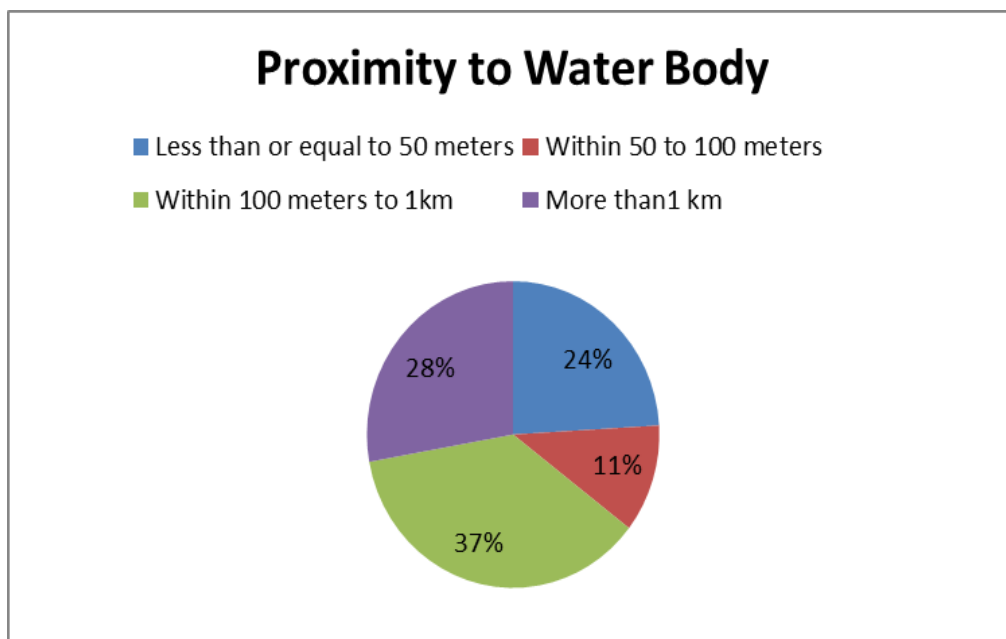 Proximity to Water Body
Less than or equal to 50 meters Within 50 to 100 meters
Within 100 meters to 1km More than1 km
28% 24%
11%
37%